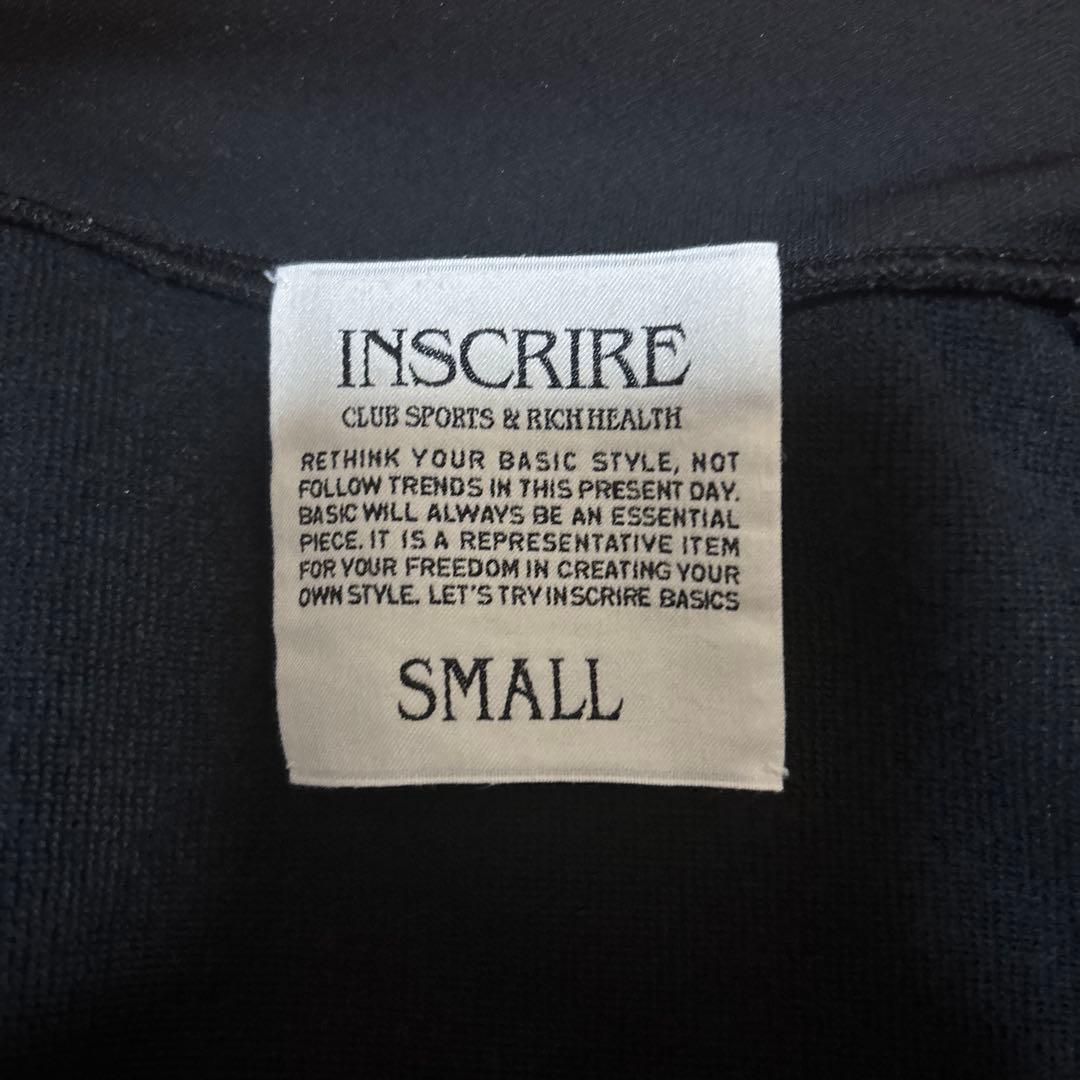 INSCRIRE
CLUB SPORTS & RICH HEALTH
RETHINK YOUR BASIC STYLE, NOT
FOLLOW TRENDS IN THIS PRESENT DAY.
BASIC WILL ALWAYS BE AN ESSENTIAL
PIECE. IT IS A REPRESENTATIVE ITEM
FOR YOUR FREEDOM IN CREATING YOUR
OWN STYLE. LET'S TRY INSCRIRE BASICS
SMALL